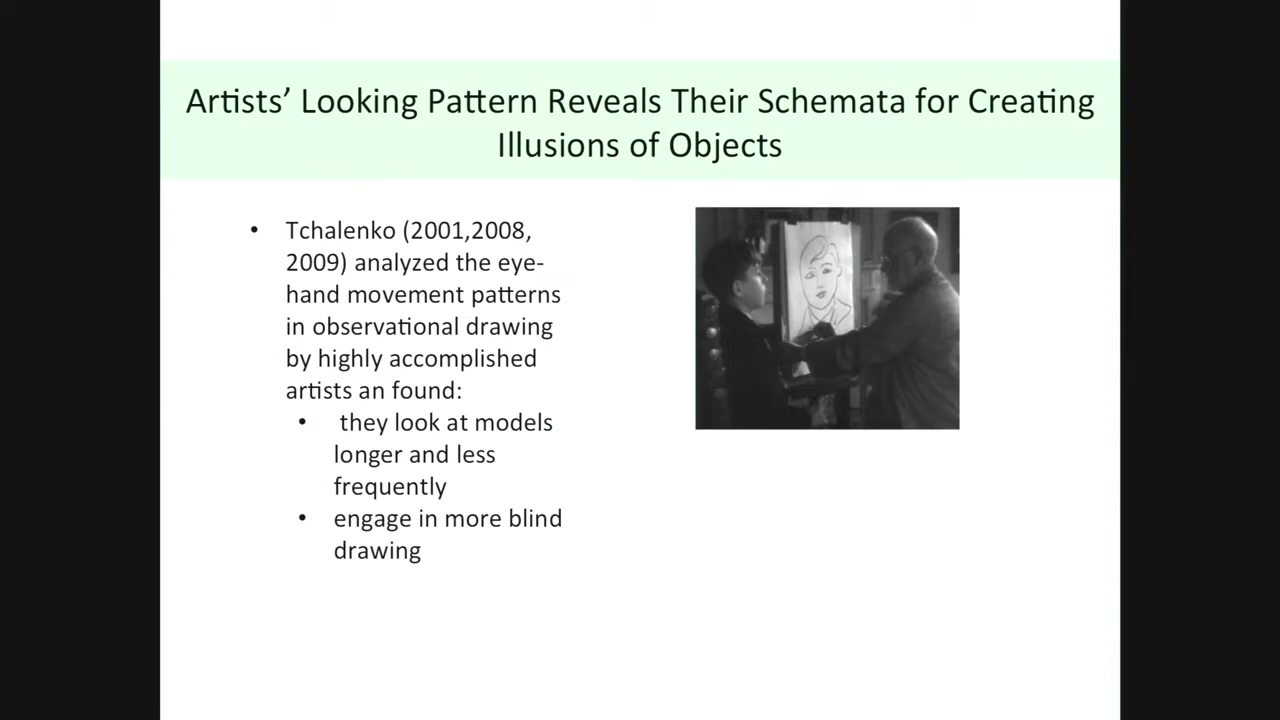 Artists’ Looking Pattern Reveals Their Schemata for Creating
Illusions of Objects
• Tchalenko (2001,2008,
2009) analyzed the eye-
hand movement patterns
in observational drawing
by highly accomplished
artists an found:
• they look at models
longer and less
frequently
• engage in more blind
drawing